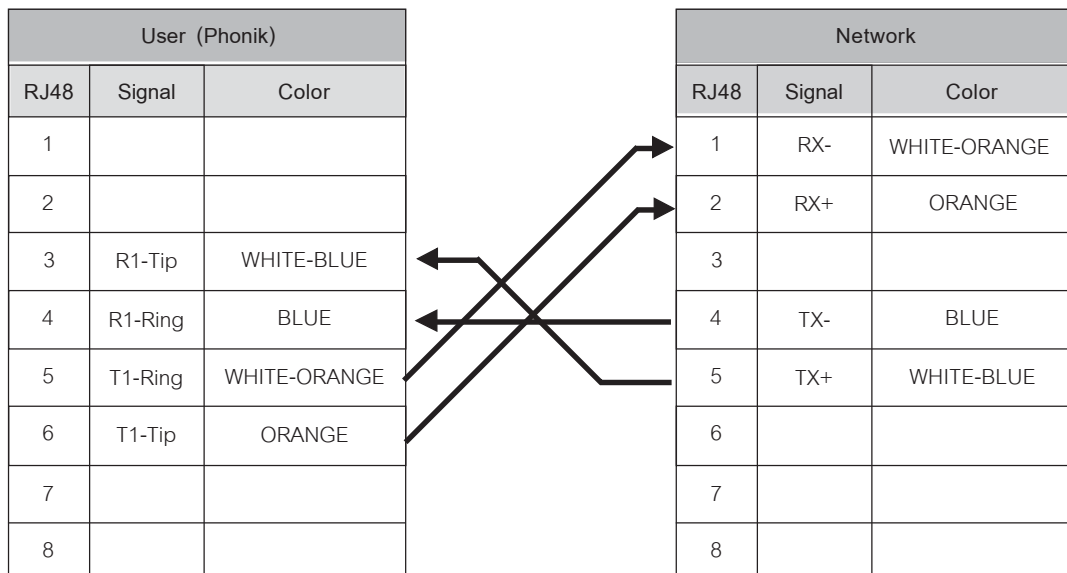 User (Phonik)
RJ48 Signal Color
1
2
3 R1-Tip WHITE-BLUE
4 R1-Ring BLUE
5 T1-Ring WHITE-ORANGE
6 T1-Tip ORANGE
7
8
Network
RJ48 Signal Color
1 RX- WHITE-ORANGE
2 RX+ ORANGE
3
4 TX- BLUE
5 TX+ WHITE-BLUE
6
7
8